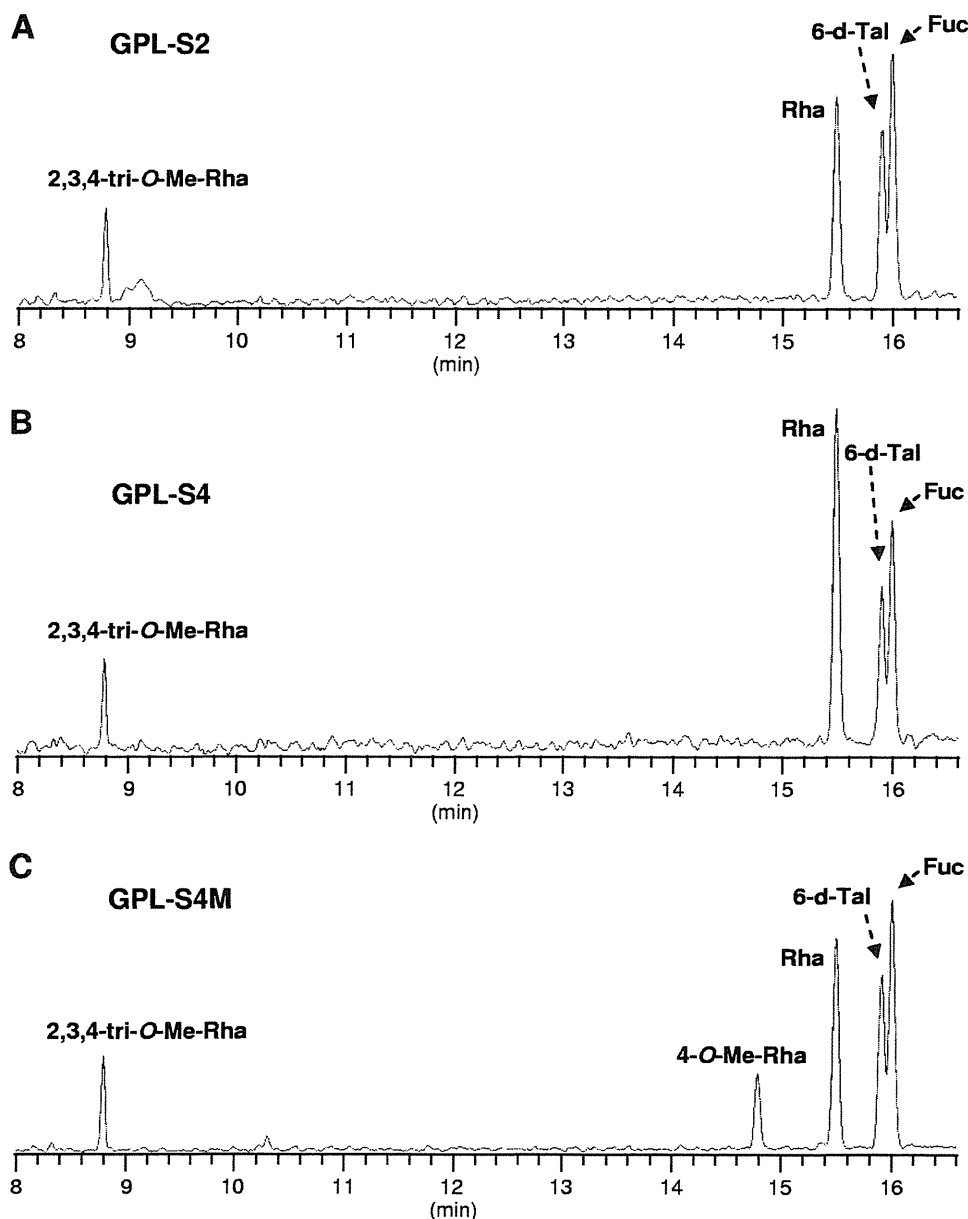 A
GPL-S2
6-d-Tal
Fuc
Rha
2,3,4-tri-O-Me-Rha
8 9 10 11 12 13 14 15 16
(min)
B
GPL-S4
Rha
6-d-Tal
Fuc
2,3,4-tri-O-Me-Rha
8 9 10 11 12 13 14 15 16
(min)
C
GPL-S4M
Fuc
6-d-Tal
Rha
2,3,4-tri-O-Me-Rha
4-O-Me-Rha
8 9 10 11 12 13 14 15 16
(min)